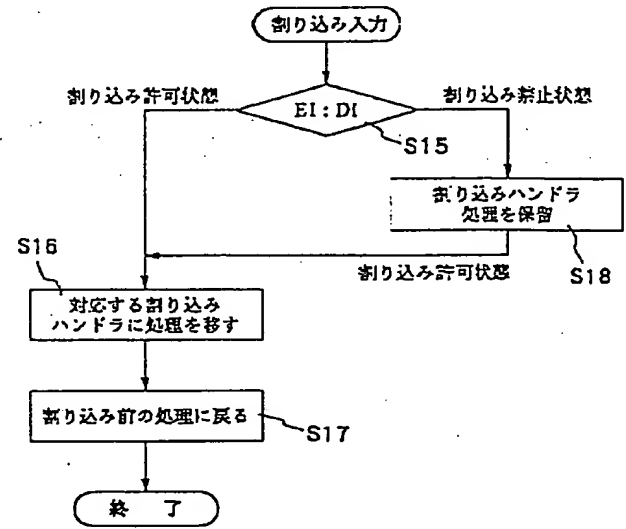 割り込み入力
割り込み許可状態
割り込み禁止状態
EI：DI
S15
割り込みハンドラ
処理を保留
S18
割り込み許可状態
S16
対応する割り込み
ハンドラに処理を移す
割り込み前の処理に戻る
S17
終 了